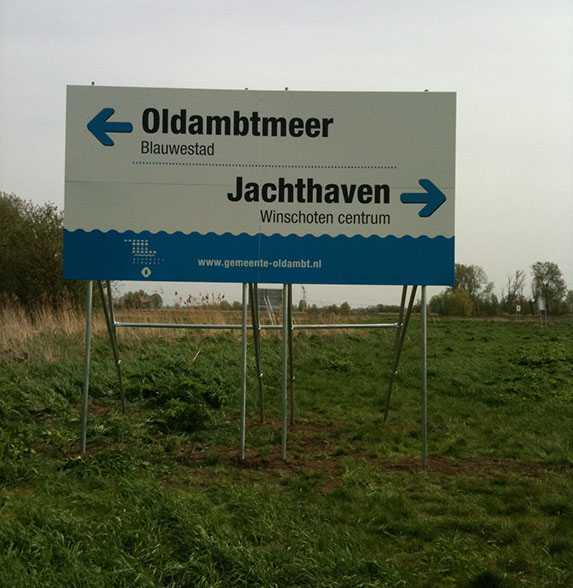 Oldambtmeer
Blauwestad
Jachthaven
Winschoten centrum
www.gemeente-oldambt.nl